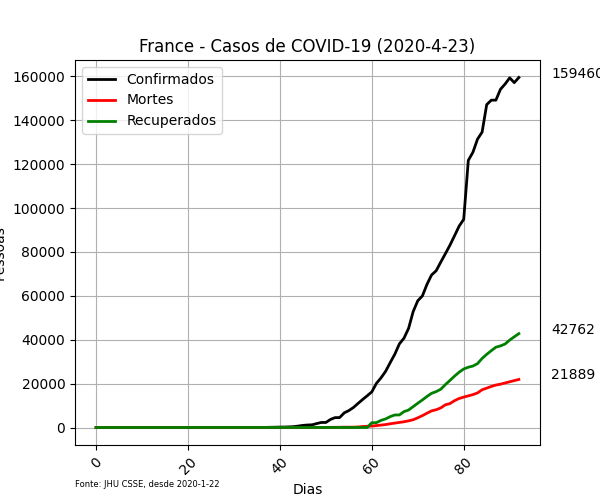 France - Casos de COVID-19 (2020-4-23)
Confirmados
Mortes
Recuperados
160000
140000
120000
100000
80000
60000
40000
20000
0
159460
42762
21889
0
20
40
60
80
Dias
Fonte: JHU CSSE, desde 2020-1-22